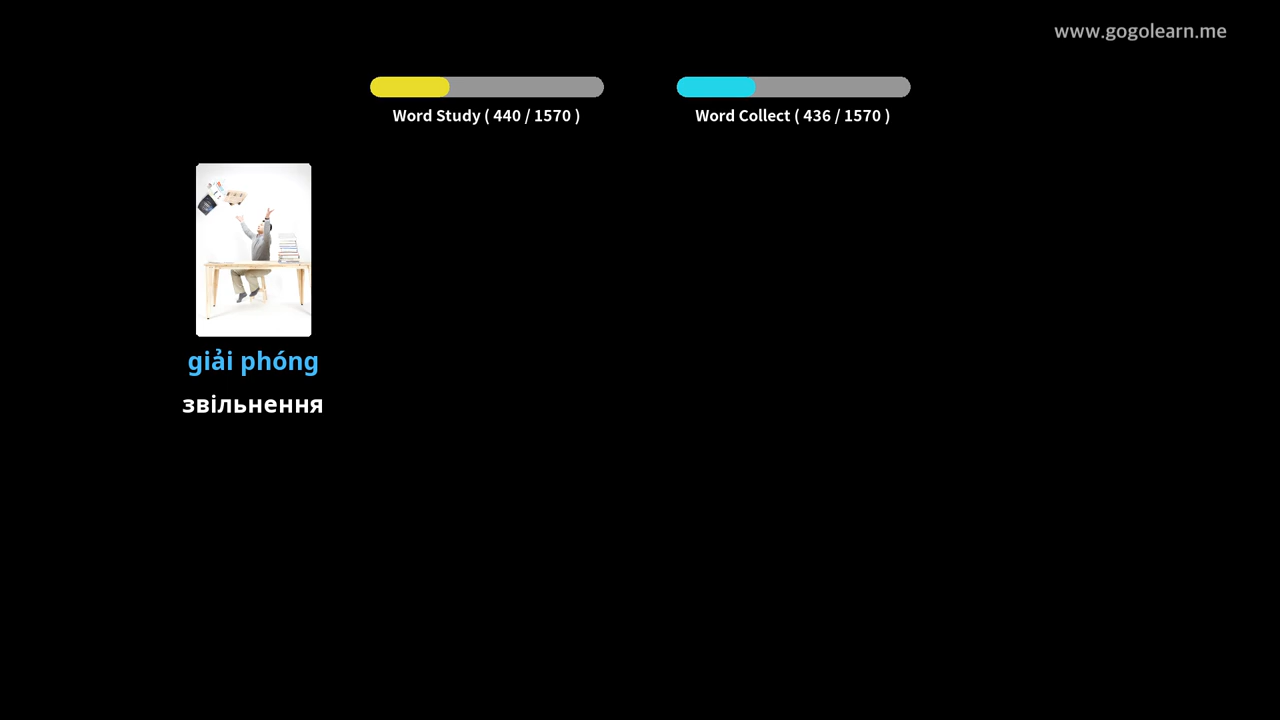 www.gogolearn.me
Word Study ( 440 / 1570 )
Word Collect ( 436 / 1570 )
giải phóng
звільнення